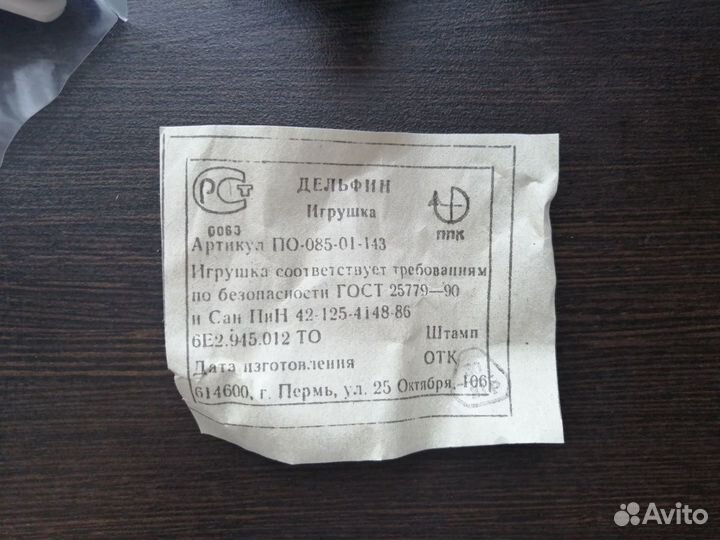 РСТ
ДЕЛЬФИН
Игрушка
0063
ППК
Артикул ПО-085-01-143
Игрушка соответствует требованиям
по безопасности ГОСТ 25779—90
и Сан ПиН 42-125-4148-86
6Е2.945.012 ТО Штамп
Дата изготовления ОТК
614600, г. Пермь, ул. 25 Октября, 106
Avito